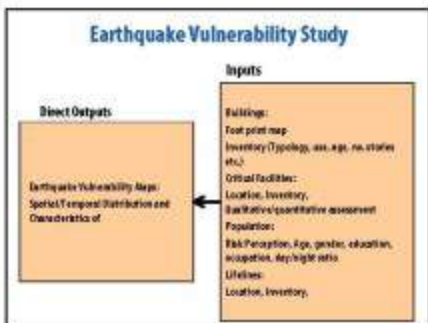 Earthquake Vulnerability Study
Inputs
Direct Outputs
Buildings:
Foot print map
Inventory (Typology, use, age, no. stories
etc.)
Critical Facilities:
Location, Inventory,
Qualitative/quantitative assessment
Population:
Risk Perception, Age, gender, education,
occupation, day/night ratio
Lifelines:
Location, Inventory,
Earthquake Vulnerability Maps:
Spatial/Temporal Distribution and
Characteristics of